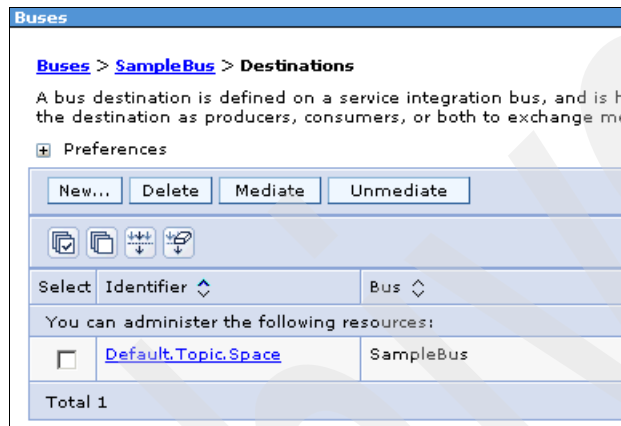 Buses
Buses > SampleBus > Destinations
A bus destination is defined on a service integration bus, and is
the destination as producers, consumers, or both to exchange
Preferences
New... Delete Mediate Unmediate
Select Identifier Bus
You can administer the following resources:
Default.Topic.Space SampleBus
Total 1